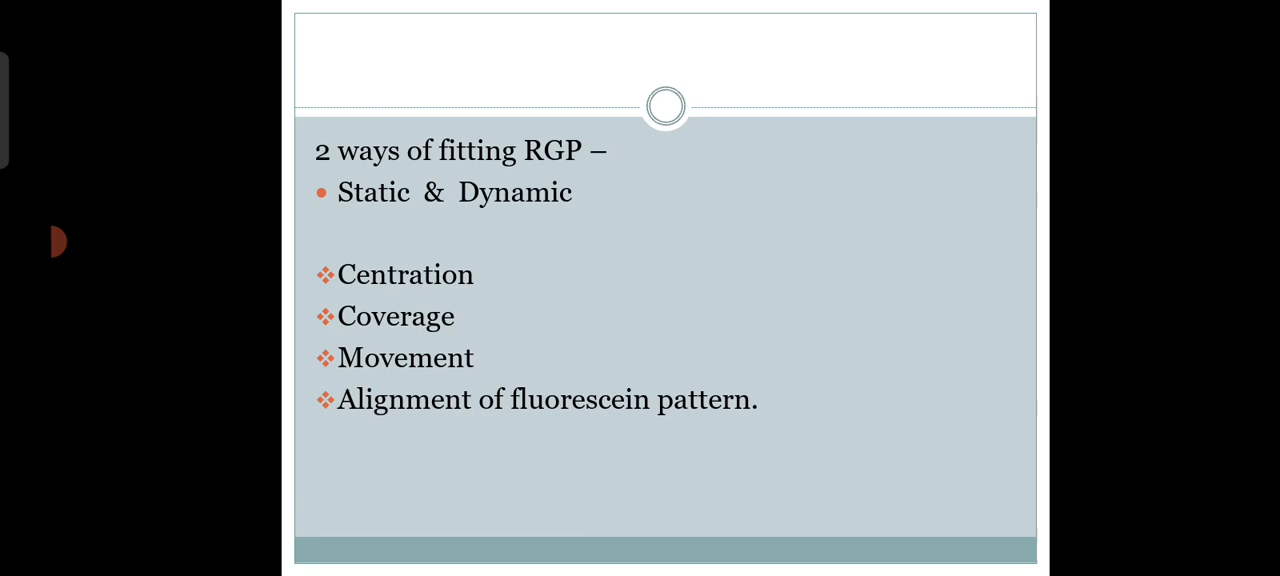 2 ways of fitting RGP –
Static & Dynamic
Centration
Coverage
Movement
Alignment of fluorescein pattern.